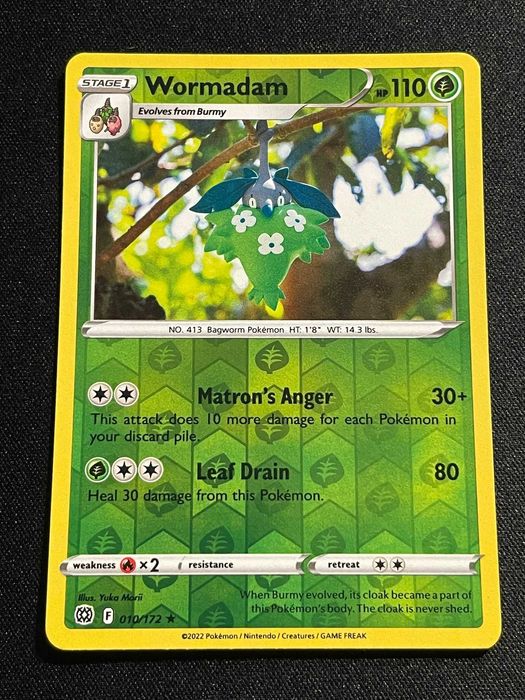 STAGE 1
Wormadam
HP 110
Evolves from Burmy
NO. 413 Bagworm Pokémon HT: 1'8" WT: 14.3 lbs.
Matron's Anger 30+
This attack does 10 more damage for each Pokémon in
your discard pile.
Leaf Drain 80
Heal 30 damage from this Pokémon.
weakness ×2 resistance retreat
Illus. Yuka Morii
When Burmy evolved, its cloak became a part of
this Pokémon's body. The cloak is never shed.
F 010/172 ★
©2022 Pokémon / Nintendo / Creatures / GAME FREAK